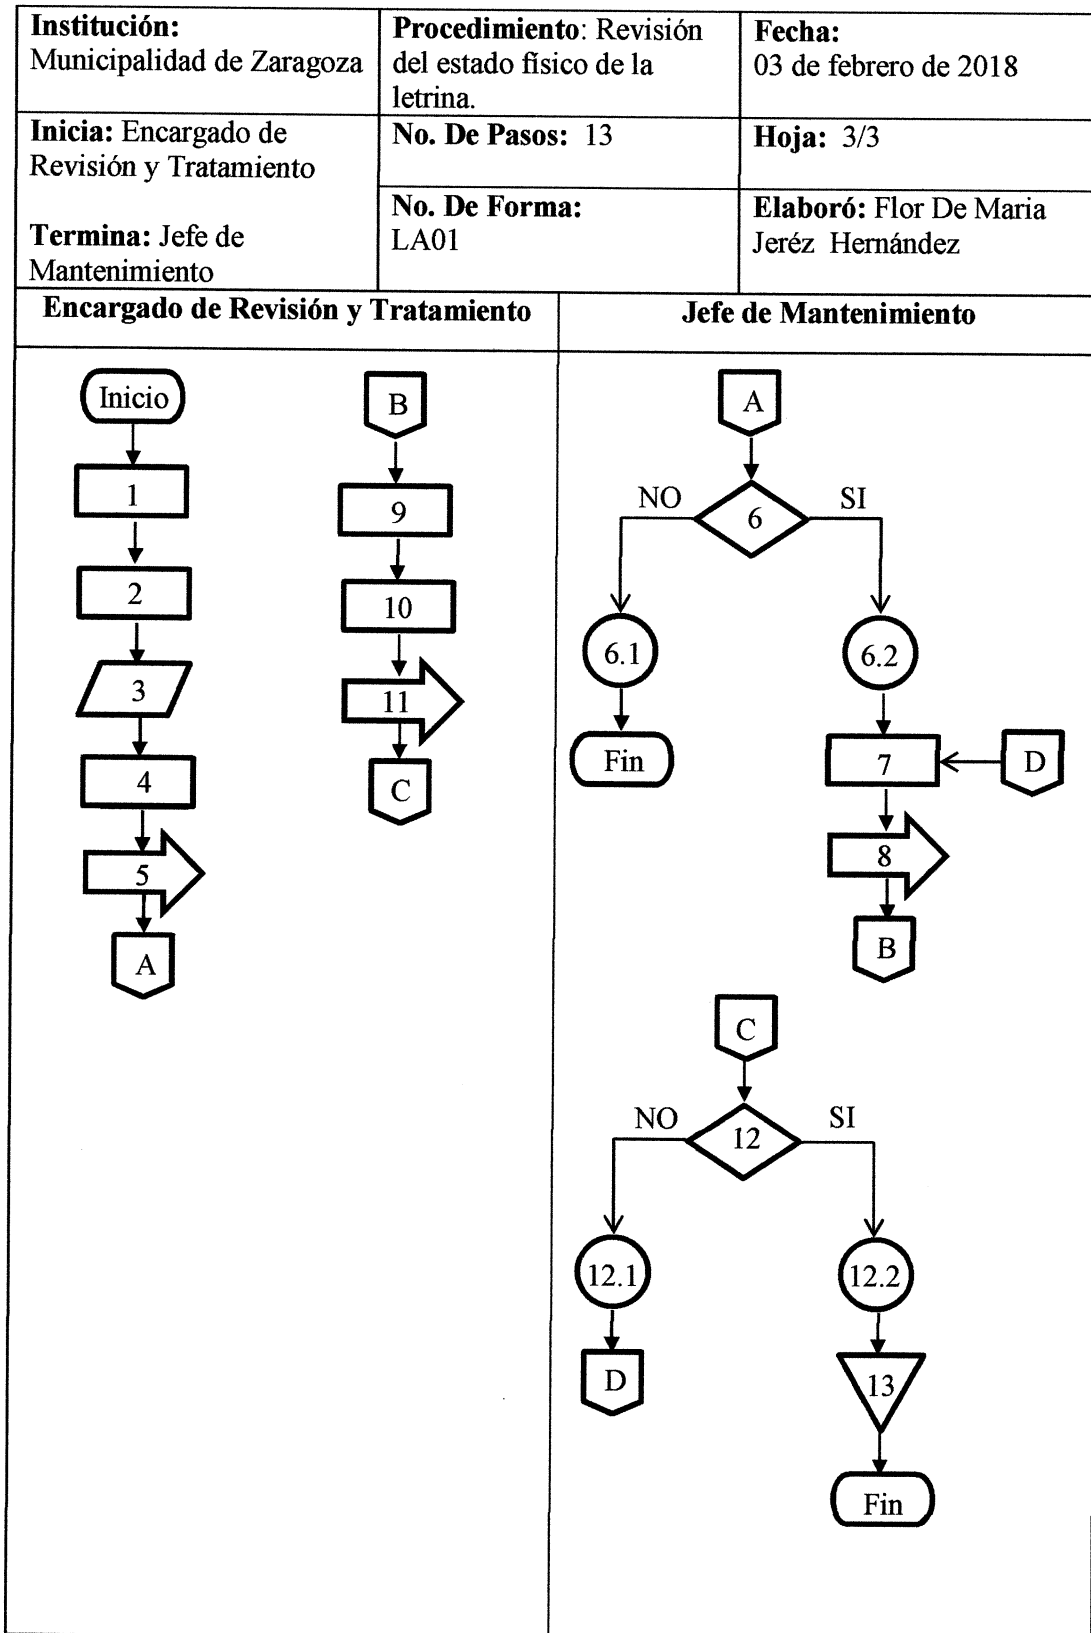 Institución:
Municipalidad de Zaragoza
Procedimiento: Revisión
del estado físico de la
letrina.
Fecha:
03 de febrero de 2018
Inicia: Encargado de
Revisión y Tratamiento
Termina: Jefe de
Mantenimiento
No. De Pasos: 13
Hoja: 3/3
No. De Forma:
LA01
Elaboró: Flor De Maria
Jeréz Hernández
Encargado de Revisión y Tratamiento
Jefe de Mantenimiento
Inicio
1
2
3
4
5
A
B
9
10
11
C
A
NO
6
SI
6.1
6.2
Fin
7
D
8
B
C
NO
12
SI
12.1
12.2
D
13
Fin